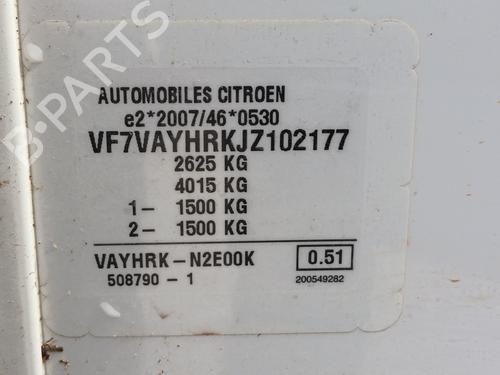 AUTOMOBILES CITROEN
e2*2007/46*0530
VF7VAYHRKJZ102177
2625 KG
4015 KG
1- 1500 KG
2- 1500 KG
VAYHRK-N2E00K 0.51
508790-1 200549282